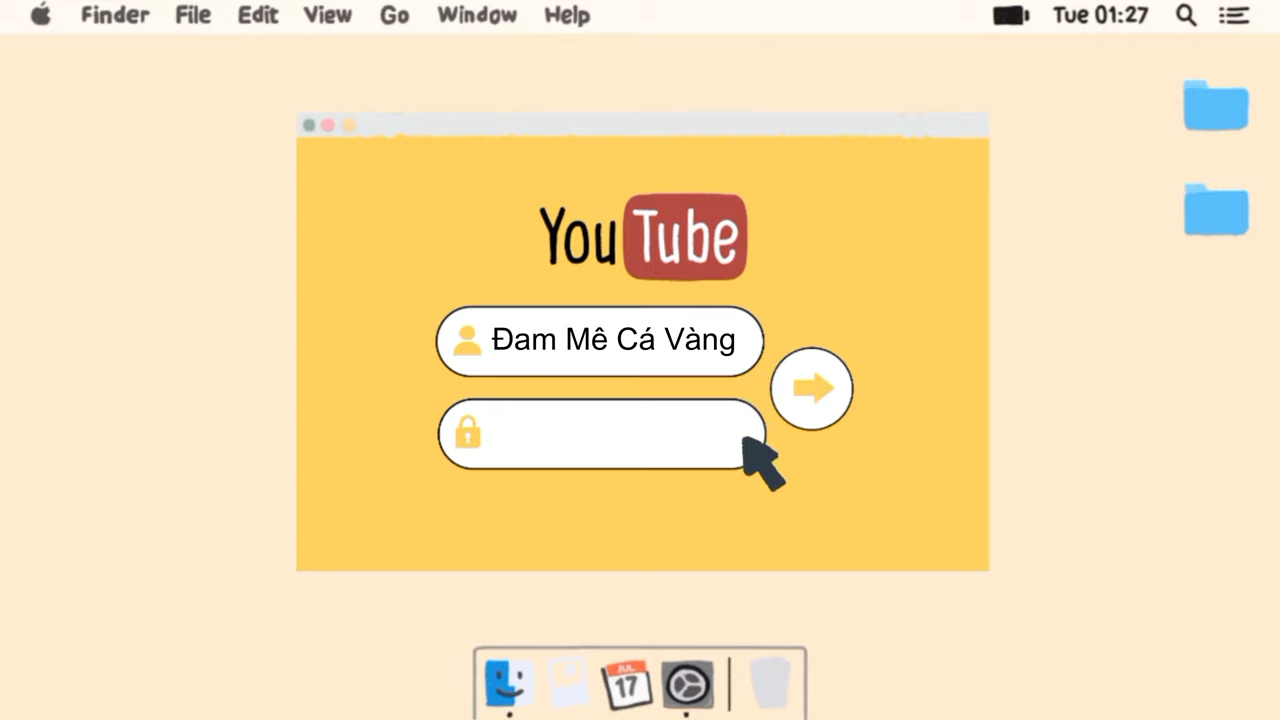 Finder File Edit View Go Window Help Tue 01:27
YouTube
Đam Mê Cá Vàng
JUL
17